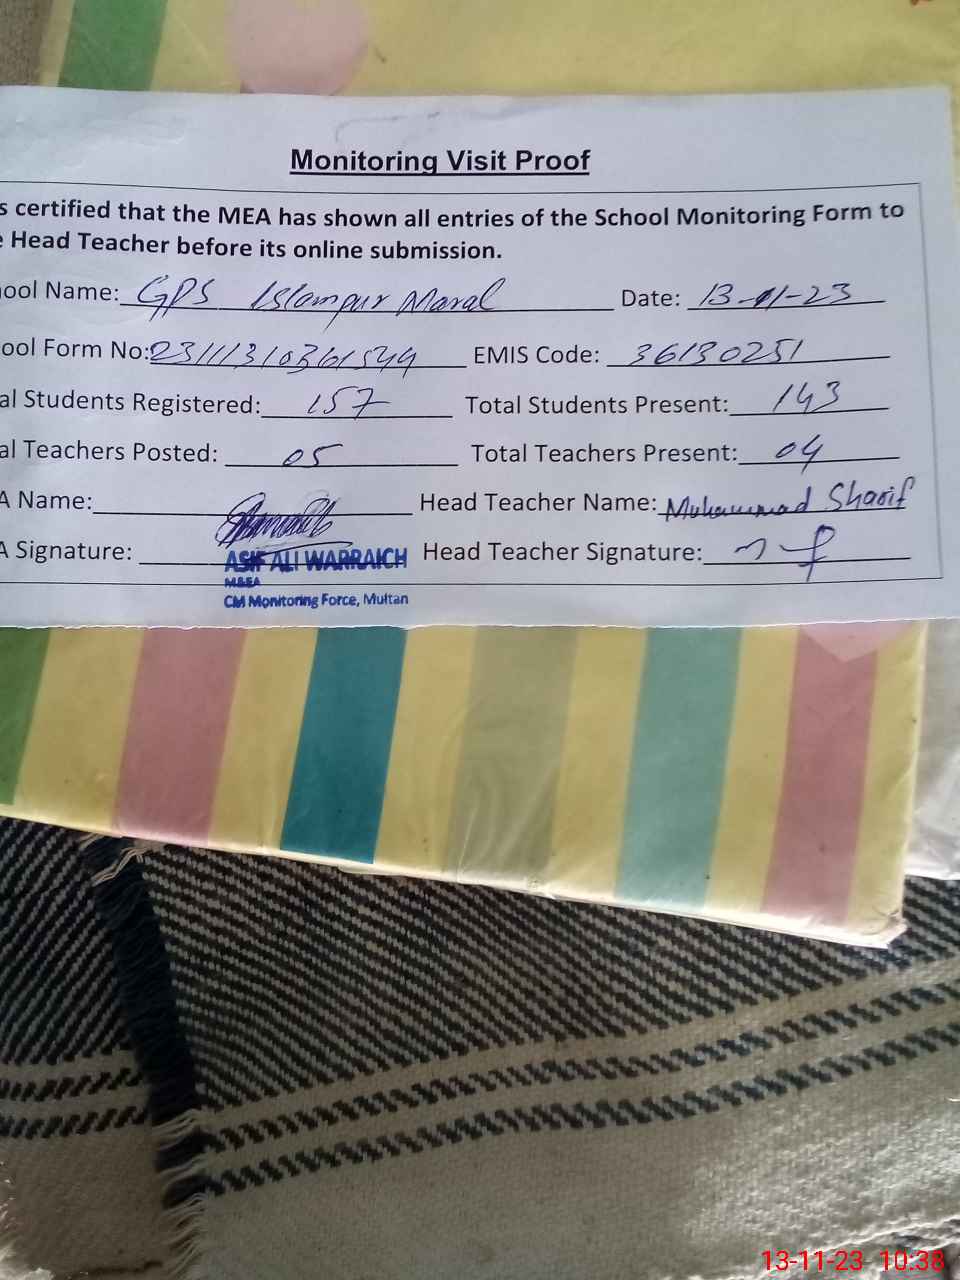 Monitoring Visit Proof
s certified that the MEA has shown all entries of the School Monitoring Form to
e Head Teacher before its online submission.
ool Name: GPS Islampur Maral Date: 13-11-23
ool Form No: EMIS Code: 36130251
al Students Registered: 157 Total Students Present: 143
al Teachers Posted: 05 Total Teachers Present: 04
A Name: Head Teacher Name: Muhammad Sharif
A Signature: Head Teacher Signature:
ASIF ALI WARRAICH
M&EA
CM Monitoring Force, Multan
13-11-23 10:38